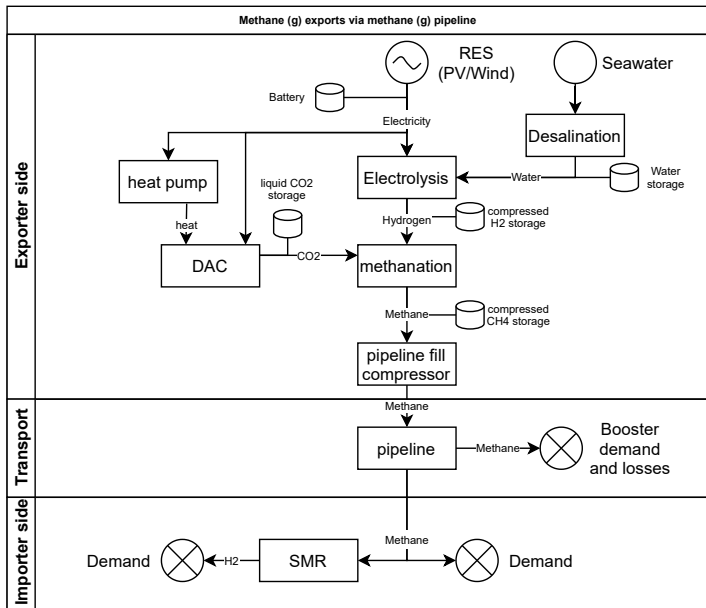 Methane (g) exports via methane (g) pipeline
Exporter side
RES
(PV/Wind)
Seawater
Battery
Electricity
Desalination
heat pump
liquid CO2
storage
Electrolysis
Water
Water
storage
heat
Hydrogen
compressed
H2 storage
DAC
CO2
methanation
Methane
compressed
CH4 storage
pipeline fill
compressor
Transport
Methane
pipeline
Methane
Booster
demand
and losses
Importer side
Methane
Demand
H2
SMR
Demand